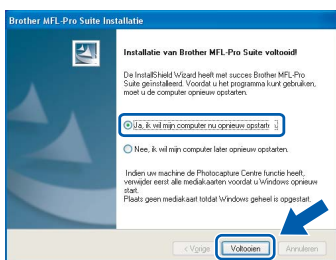 Brother MFL-Pro Suite Installatie
Installatie van Brother MFL-Pro Suite voltooid!
De InstallShield Wizard heeft met succes Brother MFL-Pro
Suite geïnstalleerd. Voordat u het programma kunt gebruiken,
moet u de computer opnieuw opstarten.
Ja, ik wil mijn computer nu opnieuw opstarten
Nee, ik wil mijn computer later opnieuw opstarten.
Indien uw machine de Photocapture Centre functie heeft,
verwijder eerst alle mediakaarten voordat u Windows opnieuw
start.
Plaats geen mediakaart totdat Windows geheel is opgestart.
< Vorige
Voltooien
Annuleren